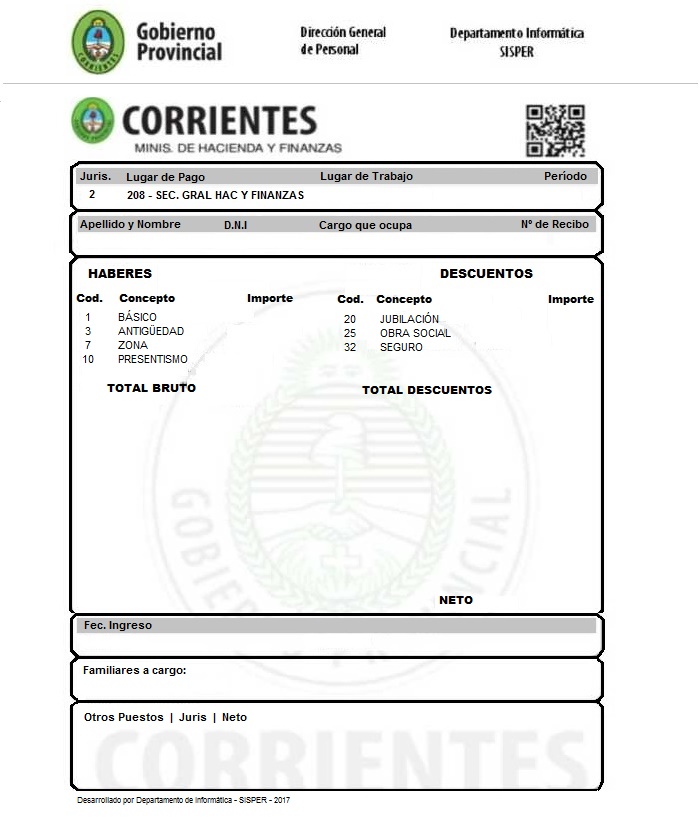 Gobierno Provincial
Dirección General de Personal
Departamento Informática SISPER
CORRIENTES
MINIS. DE HACIENDA Y FINANZAS
Juris. Lugar de Pago Lugar de Trabajo Período
2 208 - SEC. GRAL HAC Y FINANZAS
Apellido y Nombre D.N.I Cargo que ocupa Nº de Recibo
HABERES DESCUENTOS
Cod. Concepto Importe Cod. Concepto Importe
1 BÁSICO 20 JUBILACIÓN
3 ANTIGÜEDAD 25 OBRA SOCIAL
7 ZONA 32 SEGURO
10 PRESENTISMO
TOTAL BRUTO TOTAL DESCUENTOS
NETO
Fec. Ingreso
Familiares a cargo:
Otros Puestos | Juris | Neto
CORRIENTES
Desarrollado por Departamento de informática - SISPER - 2017